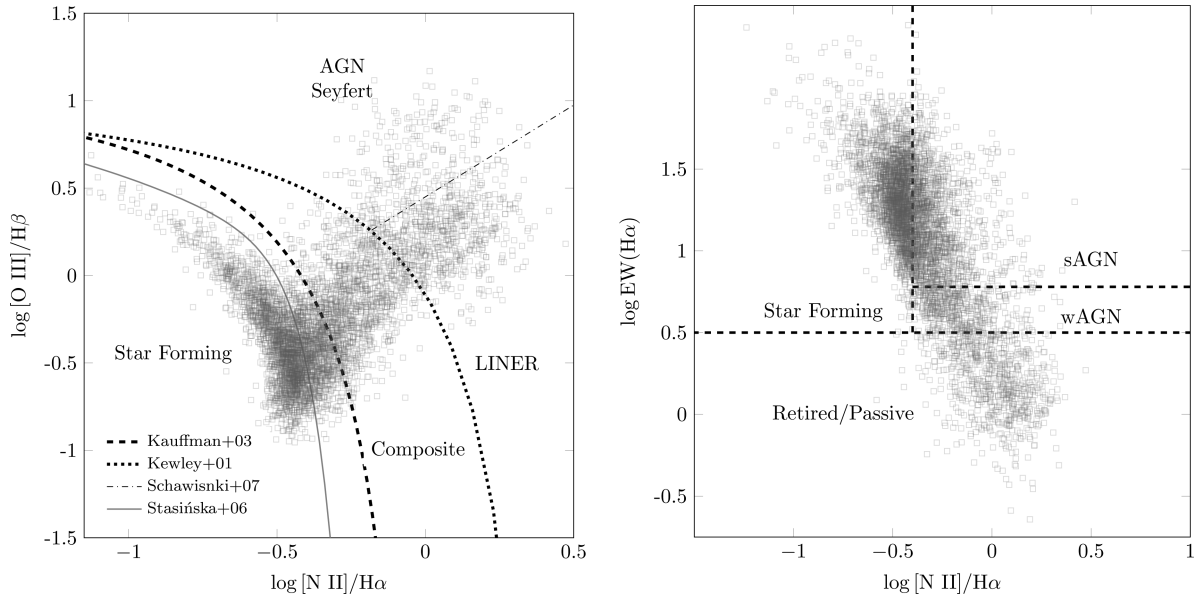 1.5
1
0.5
0
-0.5
-1
-1.5
log [O III]/Hβ
AGN
Seyfert
Star Forming
LINER
Composite
Kauffman+03
Kewley+01
Schawisnki+07
Stasińska+06
−1
−0.5
0
0.5
log [N II]/Hα
1.5
1
0.5
0
-0.5
log EW(Hα)
sAGN
Star Forming
wAGN
Retired/Passive
−1
−0.5
0
0.5
1
log [N II]/Hα